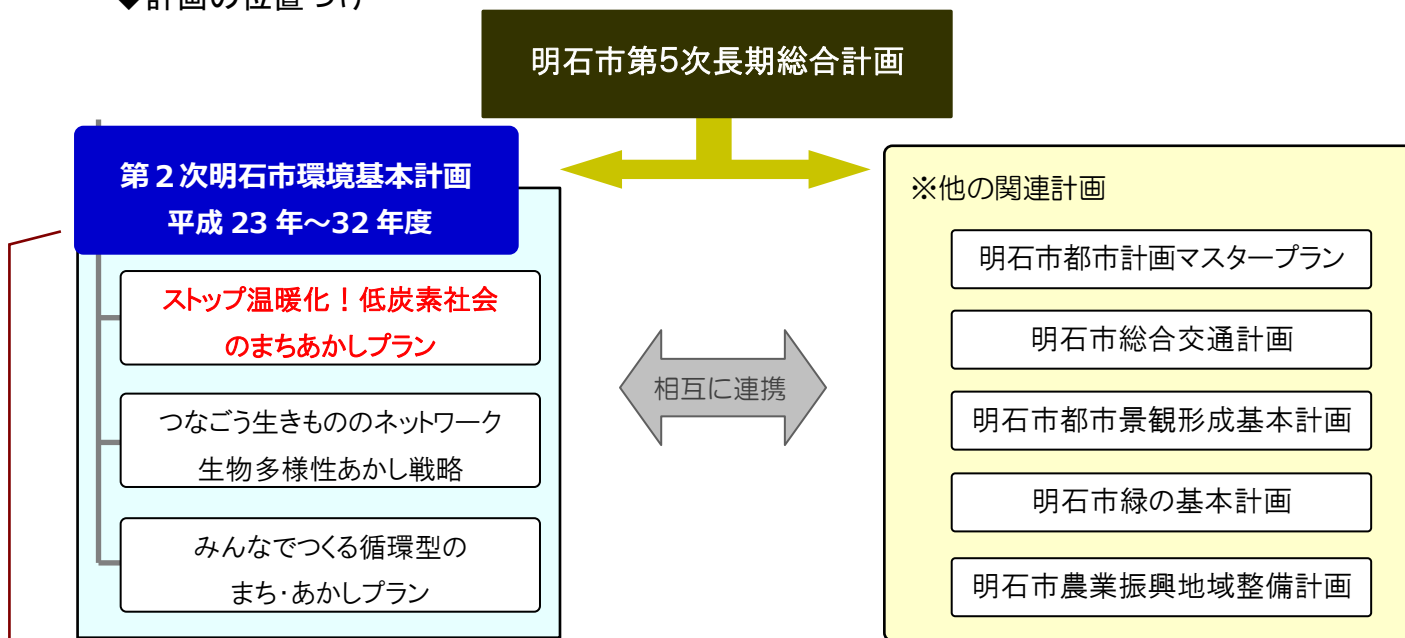 ◆計画の位置づけ
明石市第5次長期総合計画
第２次明石市環境基本計画
平成 23 年～32 年度
ストップ温暖化！低炭素社会
のまちあかしプラン
つなごう生きもののネットワーク
生物多様性あかし戦略
みんなでつくる循環型の
まち・あかしプラン
相互に連携
※他の関連計画
明石市都市計画マスタープラン
明石市総合交通計画
明石市都市景観形成基本計画
明石市緑の基本計画
明石市農業振興地域整備計画